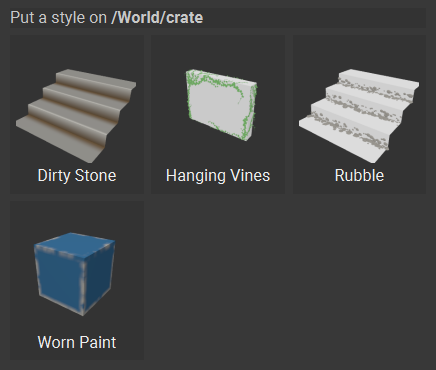 Put a style on /World/crate
Dirty Stone
Hanging Vines
Rubble
Worn Paint